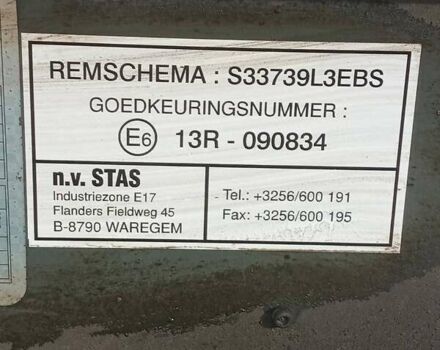 REMSCHEMA : S33739L3EBS
GOEDKEURINGSNUMMER :
E6 13R - 090834
n.v. STAS
Industriezone E17
Flanders Fieldweg 45
B-8790 WAREGEM
Tel.: +3256/600 191
Fax: +3256/600 195